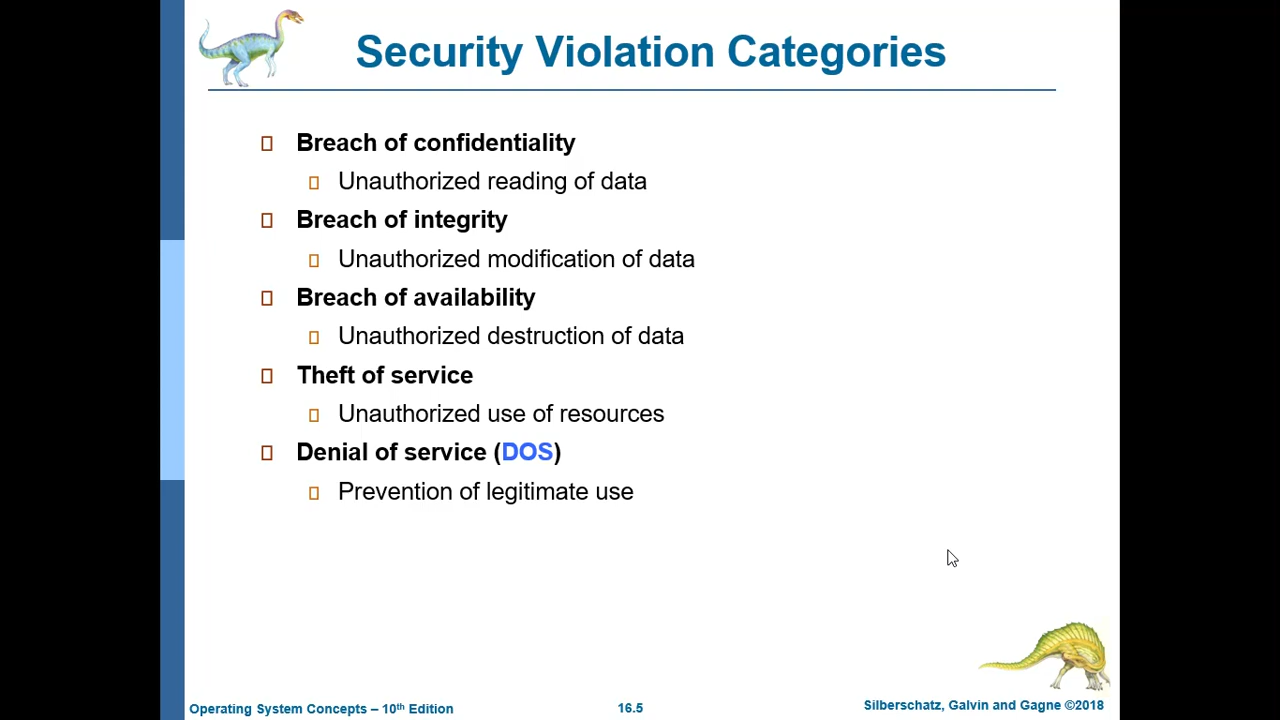 Security Violation Categories
Breach of confidentiality
Unauthorized reading of data
Breach of integrity
Unauthorized modification of data
Breach of availability
Unauthorized destruction of data
Theft of service
Unauthorized use of resources
Denial of service (DOS)
Prevention of legitimate use
Operating System Concepts – 10th Edition
16.5
Silberschatz, Galvin and Gagne ©2018